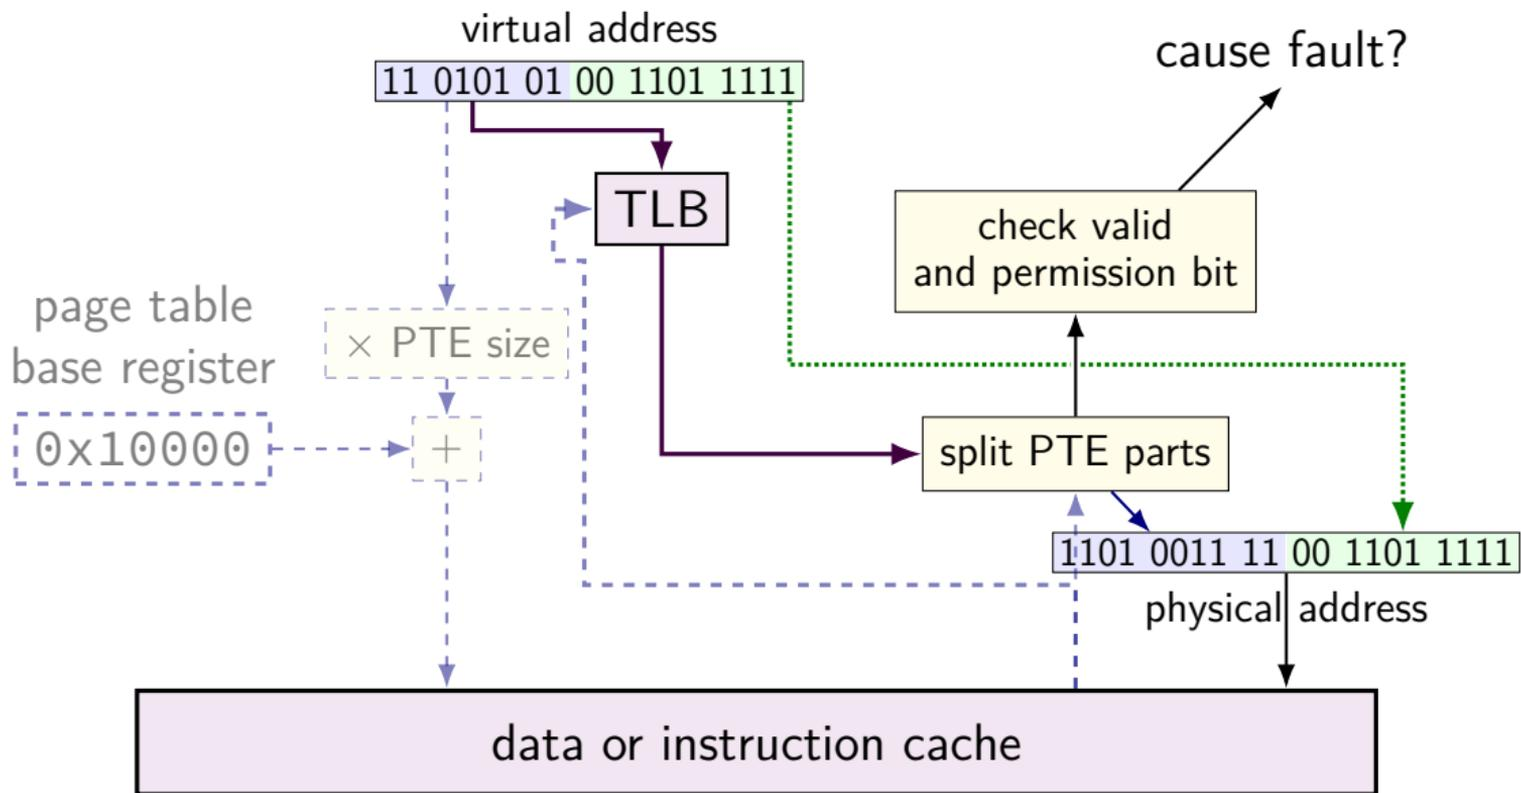 virtual address
11 0101 01 00 1101 1111
cause fault?
TLB
check valid
and permission bit
page table
base register
× PTE size
0x10000
+
split PTE parts
1101 0011 11 00 1101 1111
physical address
data or instruction cache